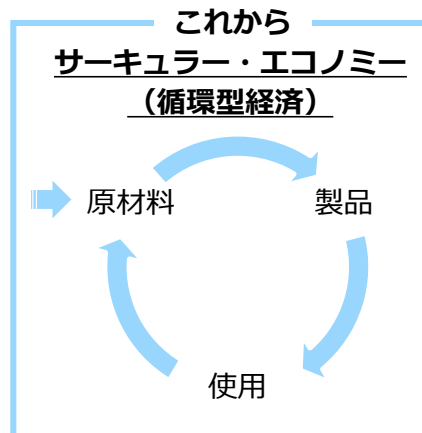 これから
サーキュラー・エコノミー
（循環型経済）
原材料
製品
使用